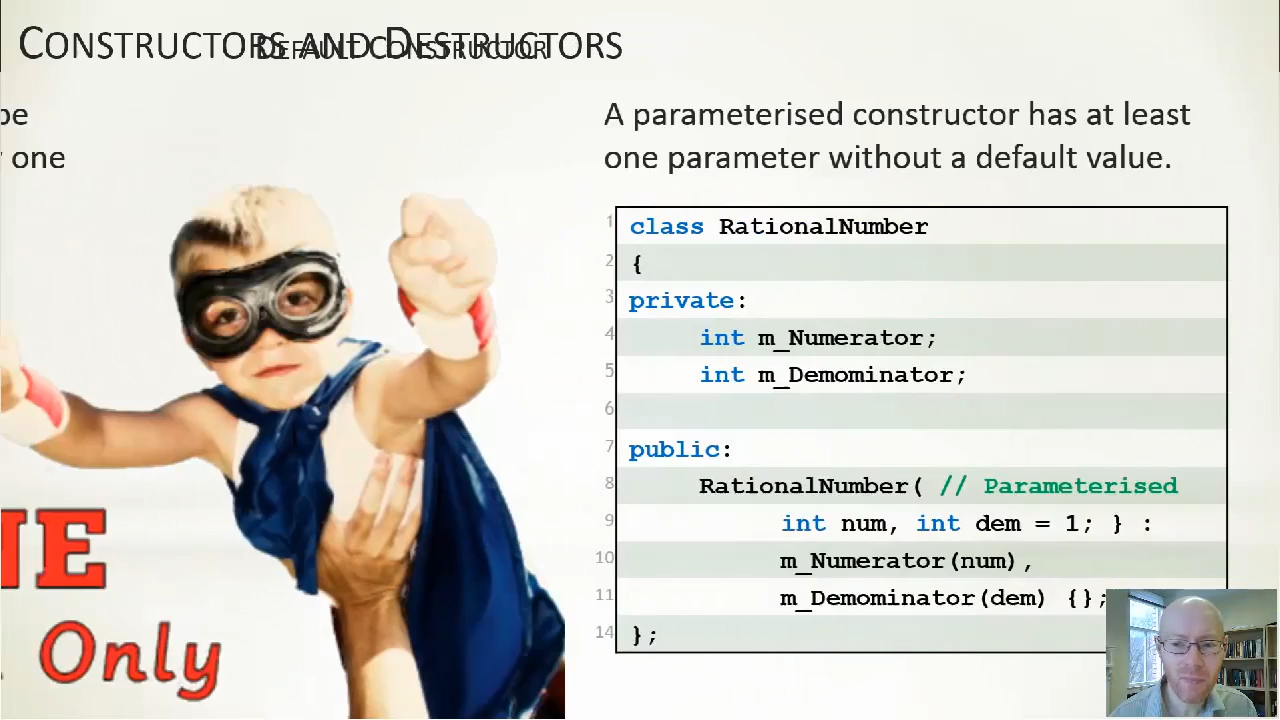 CONSTRUCTORS AND DESTRUCTORS
DEFAULT CONSTRUCTOR
be
one
A parameterised constructor has at least
one parameter without a default value.
1 class RationalNumber
2 {
3 private:
4 int m_Numerator;
5 int m_Demominator;
6
7 public:
8 RationalNumber( // Parameterised
9 int num, int dem = 1; } :
10 m_Numerator(num),
11 m_Demominator(dem) {};
14 };
NE
Only